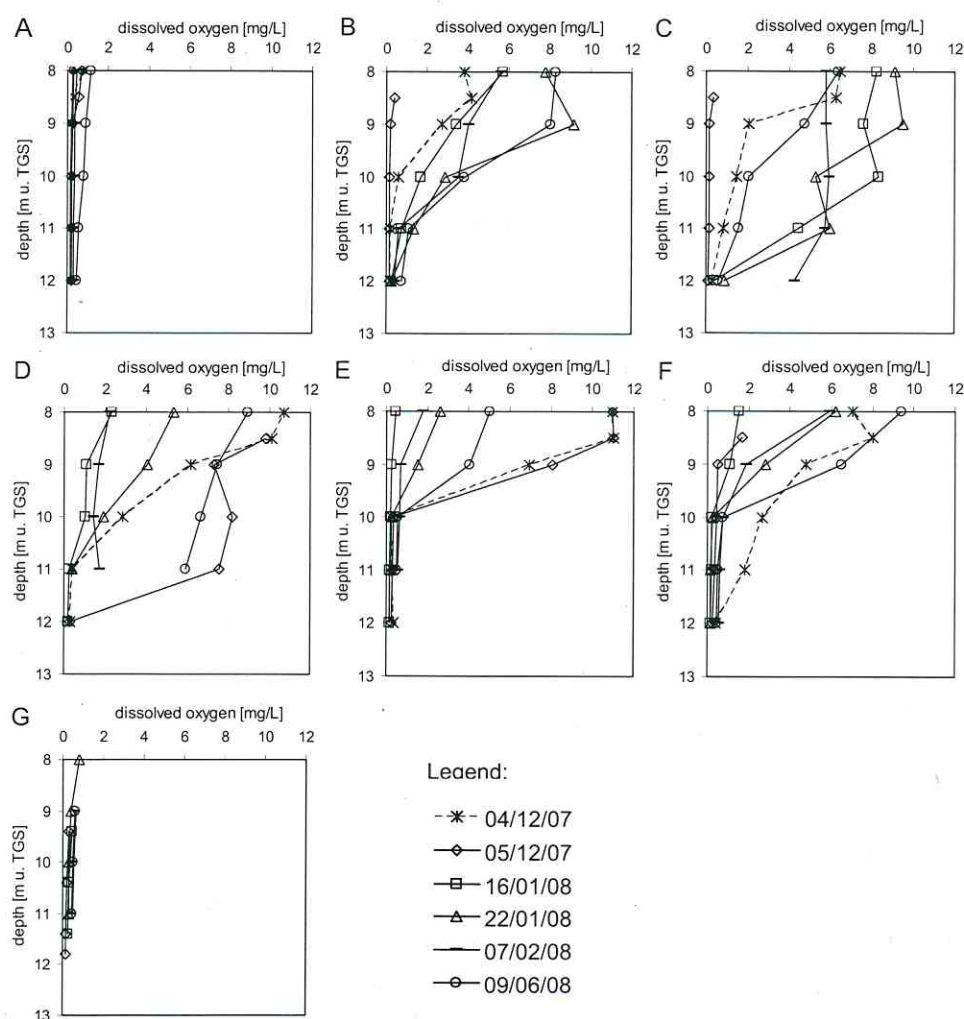 A
dissolved oxygen [mg/L]
0 2 4 6 8 10 12
8
9
10
11
12
13
depth [m u. TGS]
B
dissolved oxygen [mg/L]
0 2 4 6 8 10 12
8
9
10
11
12
13
depth [m u. TGS]
C
dissolved oxygen [mg/L]
0 2 4 6 8 10 12
8
9
10
11
12
13
depth [m u. TGS]
D
dissolved oxygen [mg/L]
0 2 4 6 8 10 12
8
9
10
11
12
13
depth [m u. TGS]
E
dissolved oxygen [mg/L]
0 2 4 6 8 10 12
8
9
10
11
12
13
depth [m u. TGS]
F
dissolved oxygen [mg/L]
0 2 4 6 8 10 12
8
9
10
11
12
13
depth [m u. TGS]
G
dissolved oxygen [mg/L]
0 2 4 6 8 10 12
8
9
10
11
12
13
depth [m u. TGS]
Legend:
04/12/07
05/12/07
16/01/08
22/01/08
07/02/08
09/06/08